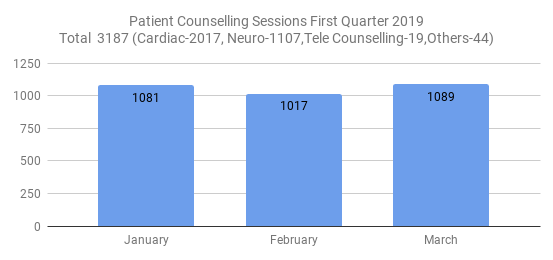 Patient Counselling Sessions First Quarter 2019
Total  3187 (Cardiac-2017, Neuro-1107,Tele Counselling-19,Others-44)
1250
1000
750
500
250
0
1081
1017
1089
January
February
March